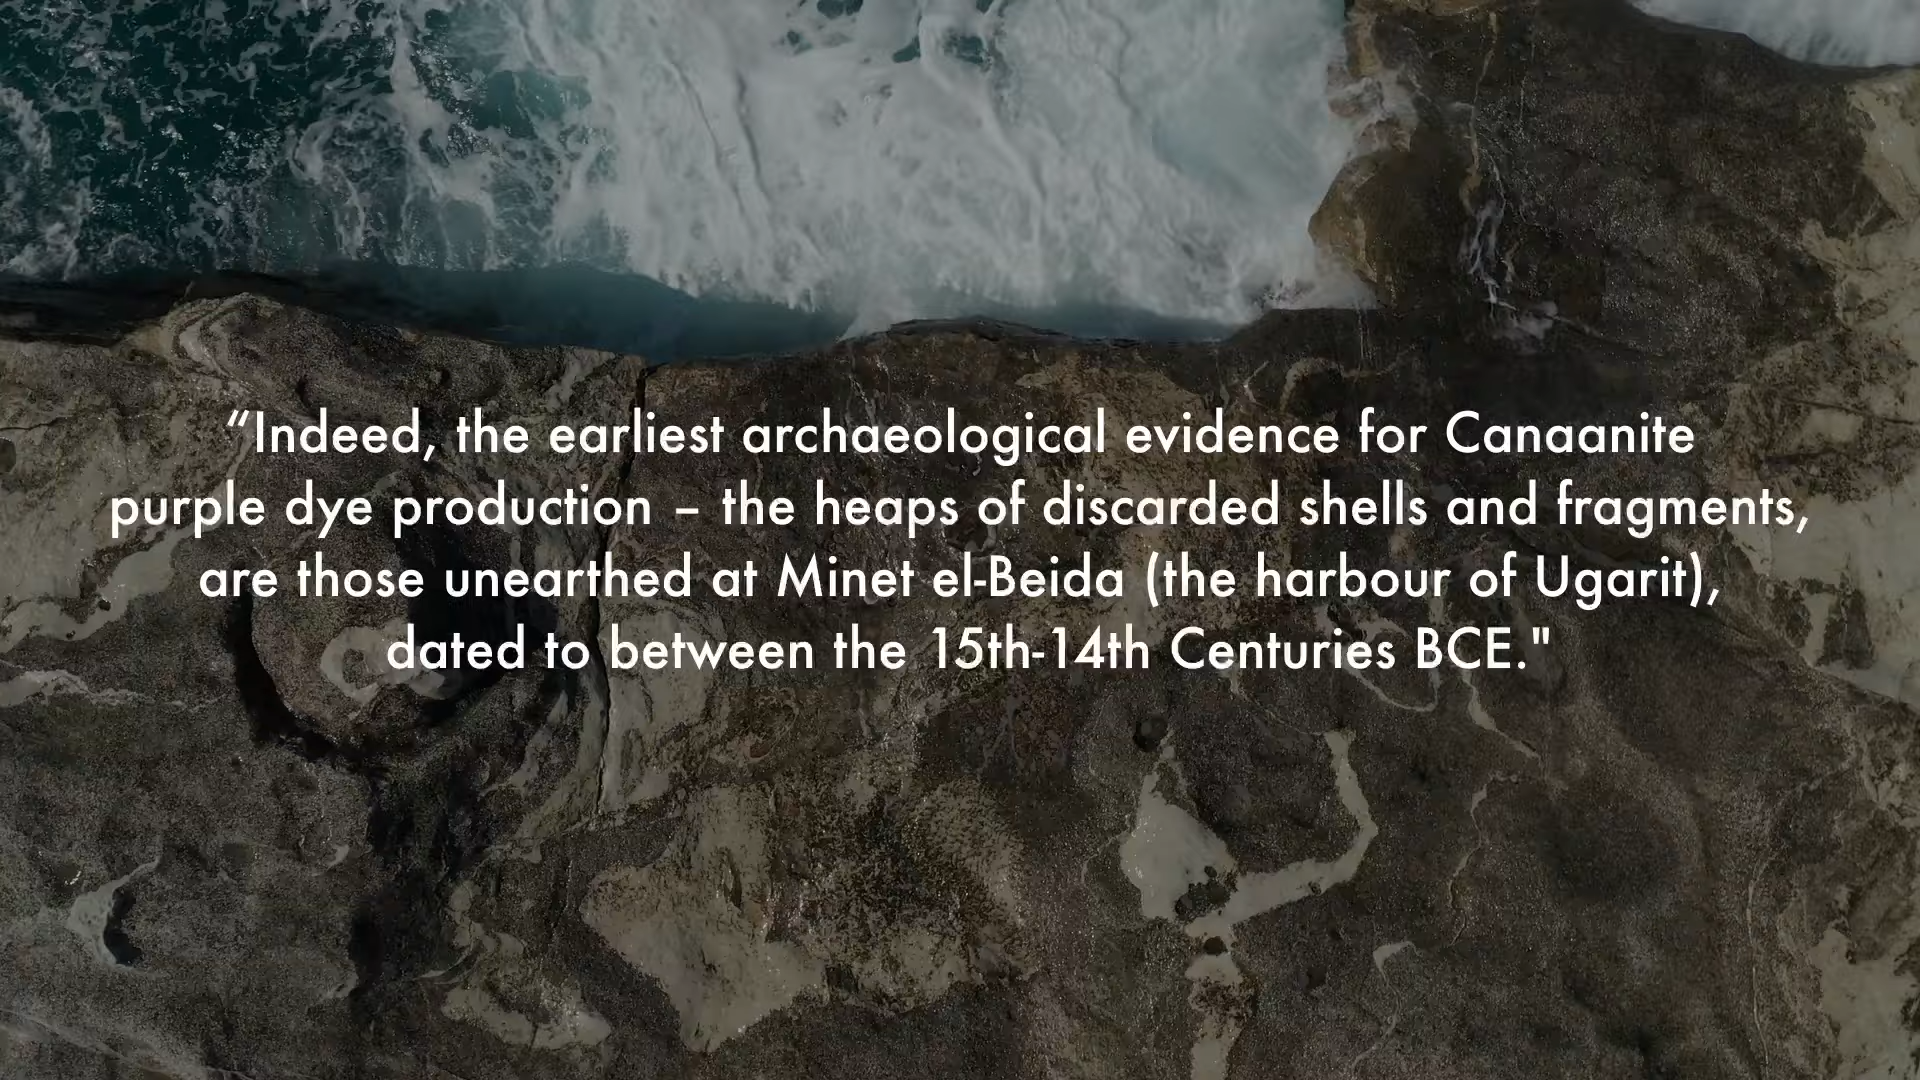 “Indeed, the earliest archaeological evidence for Canaanite
purple dye production – the heaps of discarded shells and fragments,
are those unearthed at Minet el-Beida (the harbour of Ugarit),
dated to between the 15th-14th Centuries BCE."